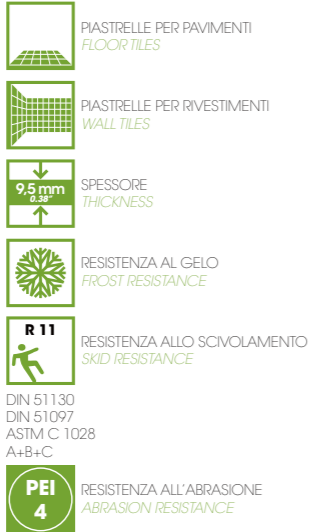 PIASTRELLE PER PAVIMENTI
FLOOR TILES
PIASTRELLE PER RIVESTIMENTI
WALL TILES
9,5 mm
0.38"
SPESSORE
THICKNESS
RESISTENZA AL GELO
FROST RESISTANCE
R 11
RESISTENZA ALLO SCIVOLAMENTO
SKID RESISTANCE
DIN 51130
DIN 51097
ASTM C 1028
A+B+C
PEI
4
RESISTENZA ALL'ABRASIONE
ABRASION RESISTANCE